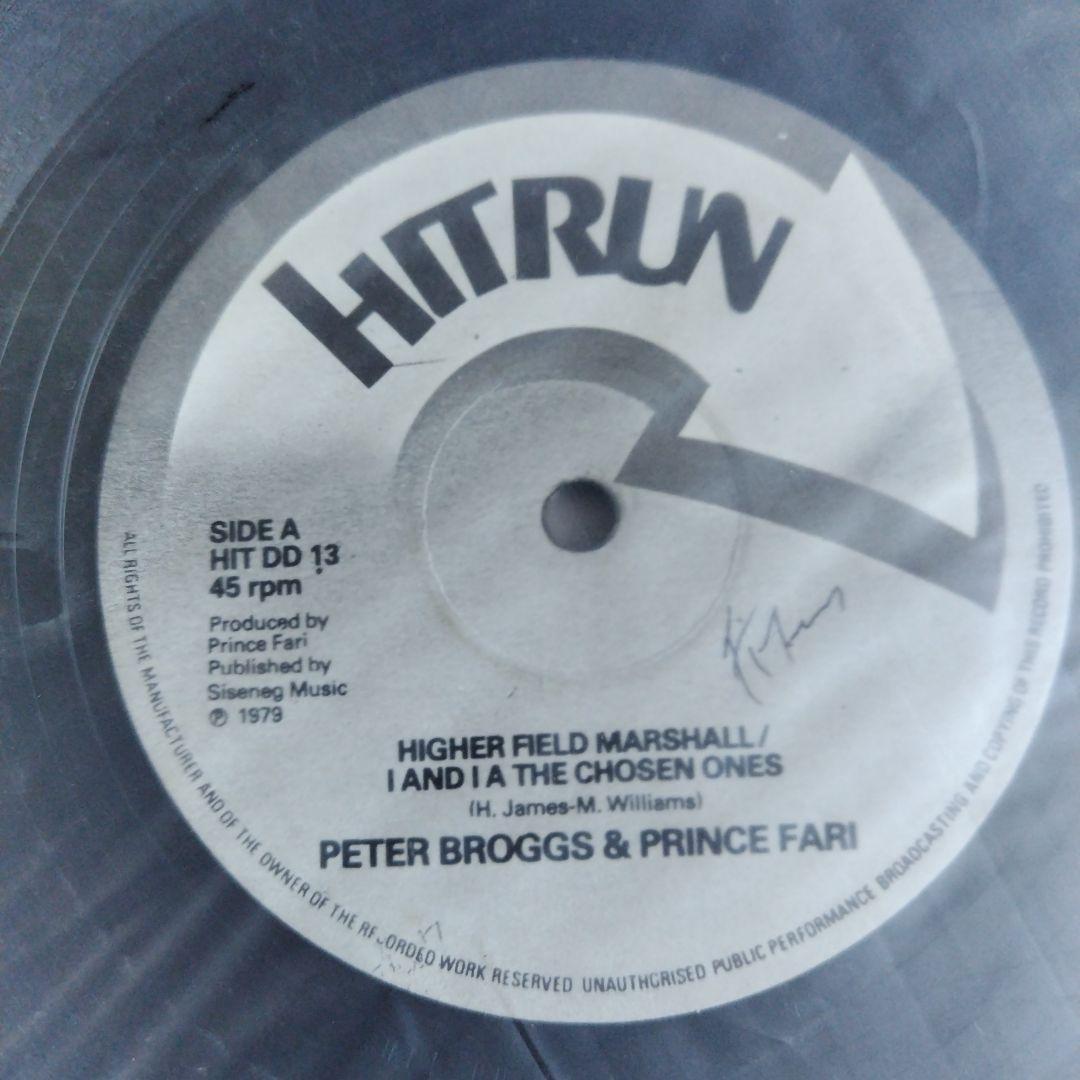 HITRUN
SIDE A
HIT DD 13
45 rpm
Produced by
Prince Fari
Published by
Siseneg Music
℗ 1979
HIGHER FIELD MARSHALL/
I AND I A THE CHOSEN ONES
(H. James-M. Williams)
PETER BROGGS & PRINCE FARI
ALL RIGHTS OF THE MANUFACTURER AND OF THE OWNER OF THE RECORDED WORK RESERVED UNAUTHORISED PUBLIC PERFORMANCE BROADCASTING AND COPYING OF THIS RECORD PROHIBITED